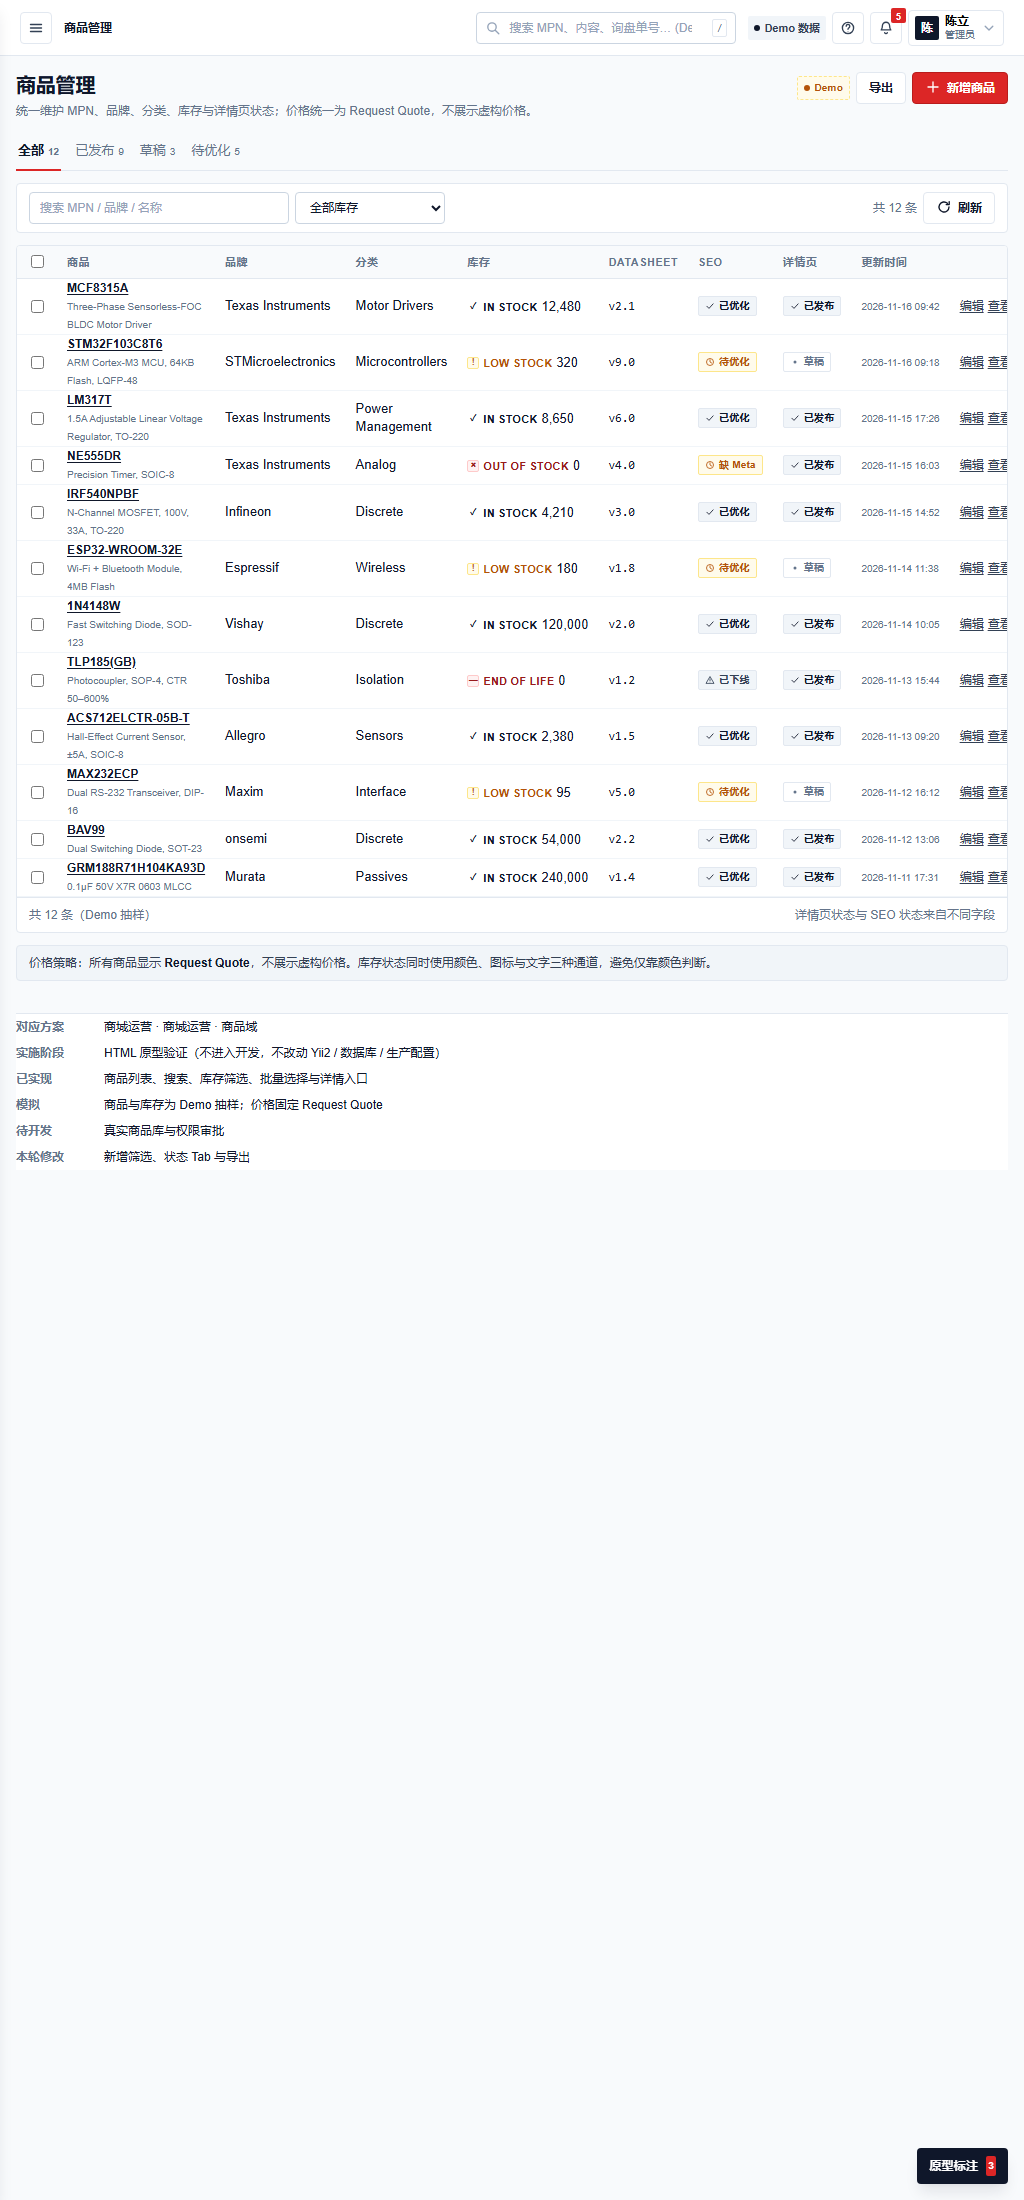 商品管理
搜索 MPN、内容、询盘单号... (De
/
Demo 数据
5
陈
陈立
管理员
商品管理
统一维护 MPN、品牌、分类、库存与详情页状态；价格统一为 Request Quote，不展示虚构价格。
Demo
导出
新增商品
全部 12 已发布 9 草稿 3 待优化 5
搜索 MPN / 品牌 / 名称
全部库存
共 12 条
刷新
商品 品牌 分类 库存 DATASHEET SEO 详情页 更新时间
MCF8315A
Three-Phase Sensorless-FOC
BLDC Motor Driver
Texas Instruments Motor Drivers ✓ IN STOCK 12,480 v2.1 ✓ 已优化 ✓ 已发布 2026-11-16 09:42 编辑 查看
STM32F103C8T6
ARM Cortex-M3 MCU, 64KB
Flash, LQFP-48
STMicroelectronics Microcontrollers ! LOW STOCK 320 v9.0 待优化 • 草稿 2026-11-16 09:18 编辑 查看
LM317T
1.5A Adjustable Linear Voltage
Regulator, TO-220
Texas Instruments Power
Management
✓ IN STOCK 8,650 v6.0 ✓ 已优化 ✓ 已发布 2026-11-15 17:26 编辑 查看
NE555DR
Precision Timer, SOIC-8
Texas Instruments Analog × OUT OF STOCK 0 v4.0 缺 Meta ✓ 已发布 2026-11-15 16:03 编辑 查看
IRF540NPBF
N-Channel MOSFET, 100V,
33A, TO-220
Infineon Discrete ✓ IN STOCK 4,210 v3.0 ✓ 已优化 ✓ 已发布 2026-11-15 14:52 编辑 查看
ESP32-WROOM-32E
Wi-Fi + Bluetooth Module,
4MB Flash
Espressif Wireless ! LOW STOCK 180 v1.8 待优化 • 草稿 2026-11-14 11:38 编辑 查看
1N4148W
Fast Switching Diode, SOD-
123
Vishay Discrete ✓ IN STOCK 120,000 v2.0 ✓ 已优化 ✓ 已发布 2026-11-14 10:05 编辑 查看
TLP185(GB)
Photocoupler, SOP-4, CTR
50–600%
Toshiba Isolation — END OF LIFE 0 v1.2 已下线 ✓ 已发布 2026-11-13 15:44 编辑 查看
ACS712ELCTR-05B-T
Hall-Effect Current Sensor,
±5A, SOIC-8
Allegro Sensors ✓ IN STOCK 2,380 v1.5 ✓ 已优化 ✓ 已发布 2026-11-13 09:20 编辑 查看
MAX232ECP
Dual RS-232 Transceiver, DIP-
16
Maxim Interface ! LOW STOCK 95 v5.0 待优化 • 草稿 2026-11-12 16:12 编辑 查看
BAV99
Dual Switching Diode, SOT-23
onsemi Discrete ✓ IN STOCK 54,000 v2.2 ✓ 已优化 ✓ 已发布 2026-11-12 13:06 编辑 查看
GRM188R71H104KA93D
0.1µF 50V X7R 0603 MLCC
Murata Passives ✓ IN STOCK 240,000 v1.4 ✓ 已优化 ✓ 已发布 2026-11-11 17:31 编辑 查看
共 12 条（Demo 抽样） 详情页状态与 SEO 状态来自不同字段
价格策略：所有商品显示 Request Quote，不展示虚构价格。库存状态同时使用颜色、图标与文字三种通道，避免仅靠颜色判断。
对应方案 商城运营 · 商城运营 · 商品域
实施阶段 HTML 原型验证（不进入开发，不改动 Yii2 / 数据库 / 生产配置）
已实现 商品列表、搜索、库存筛选、批量选择与详情入口
模拟 商品与库存为 Demo 抽样；价格固定 Request Quote
待开发 真实商品库与权限审批
本轮修改 新增筛选、状态 Tab 与导出
原型标注 3